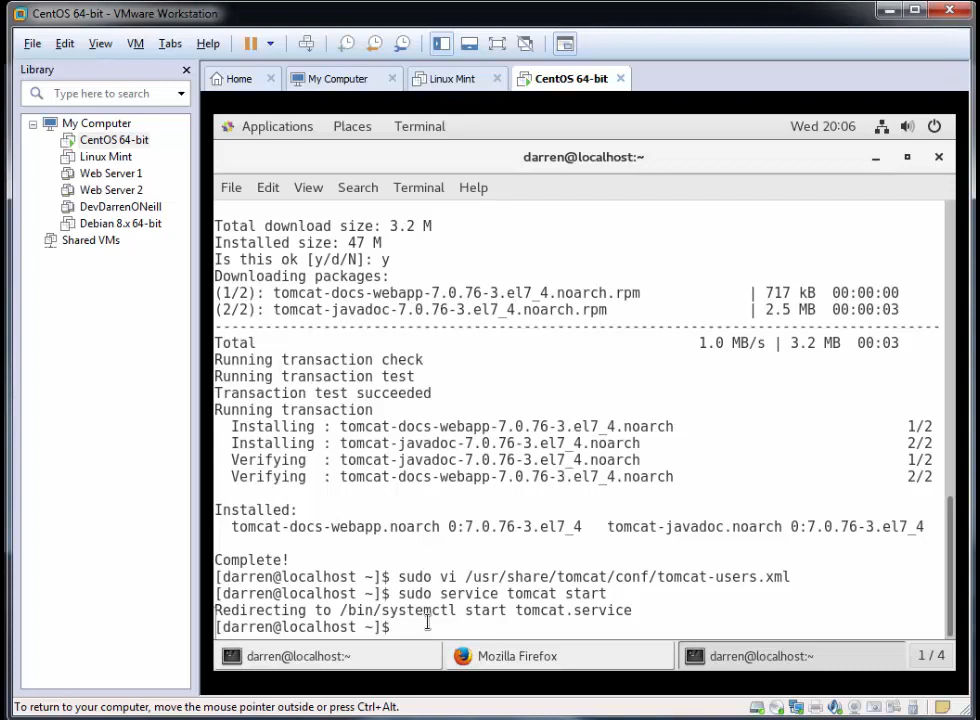 CentOS 64-bit - VMware Workstation
File Edit View VM Tabs Help
Library
Type here to search
My Computer
CentOS 64-bit
Linux Mint
Web Server 1
Web Server 2
DevDarrenONeill
Debian 8.x 64-bit
Shared VMs
Home My Computer Linux Mint CentOS 64-bit
Applications Places Terminal Wed 20:06
darren@localhost:~
File Edit View Search Terminal Help
Total download size: 3.2 M
Installed size: 47 M
Is this ok [y/d/N]: y
Downloading packages:
(1/2): tomcat-docs-webapp-7.0.76-3.el7_4.noarch.rpm | 717 kB 00:00:00
(2/2): tomcat-javadoc-7.0.76-3.el7_4.noarch.rpm | 2.5 MB 00:00:03
--------------------------------------------------------------------------------
Total 1.0 MB/s | 3.2 MB 00:03
Running transaction check
Running transaction test
Transaction test succeeded
Running transaction
Installing : tomcat-docs-webapp-7.0.76-3.el7_4.noarch 1/2
Installing : tomcat-javadoc-7.0.76-3.el7_4.noarch 2/2
Verifying : tomcat-javadoc-7.0.76-3.el7_4.noarch 1/2
Verifying : tomcat-docs-webapp-7.0.76-3.el7_4.noarch 2/2
Installed:
tomcat-docs-webapp.noarch 0:7.0.76-3.el7_4 tomcat-javadoc.noarch 0:7.0.76-3.el7_4
Complete!
[darren@localhost ~]$ sudo vi /usr/share/tomcat/conf/tomcat-users.xml
[darren@localhost ~]$ sudo service tomcat start
Redirecting to /bin/systemctl start tomcat.service
[darren@localhost ~]$
darren@localhost:~ Mozilla Firefox darren@localhost:~ 1 / 4
To return to your computer, move the mouse pointer outside or press Ctrl+Alt.